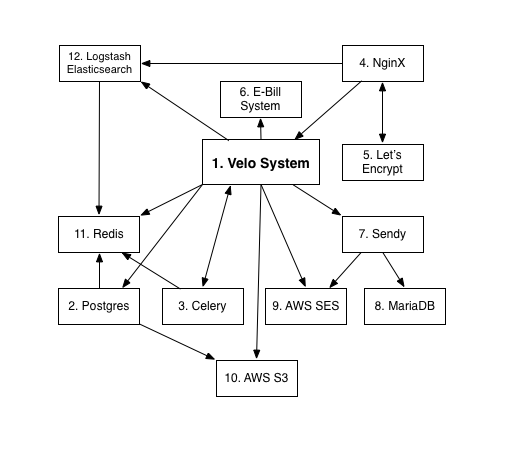 12. Logstash
Elasticsearch
4. NginX
6. E-Bill
System
1. Velo System
5. Let's
Encrypt
11. Redis
7. Sendy
2. Postgres
3. Celery
9. AWS SES
8. MariaDB
10. AWS S3